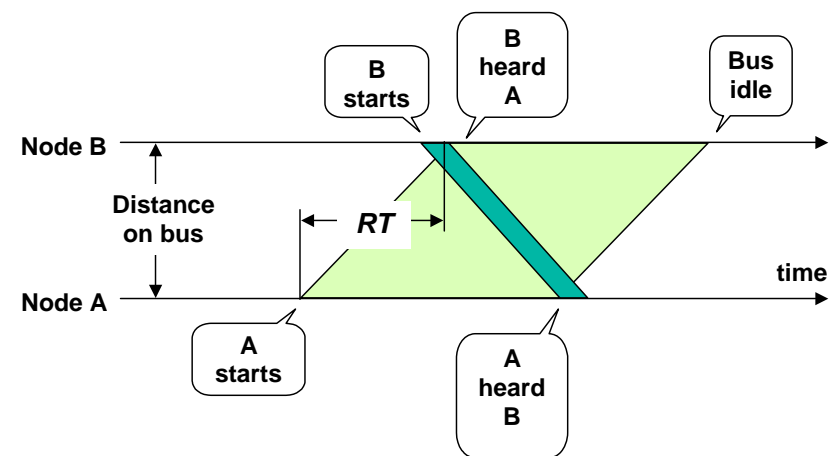 B
starts
B
heard
A
Bus
idle
Node B
Distance
on bus
RT
time
Node A
A
starts
A
heard
B